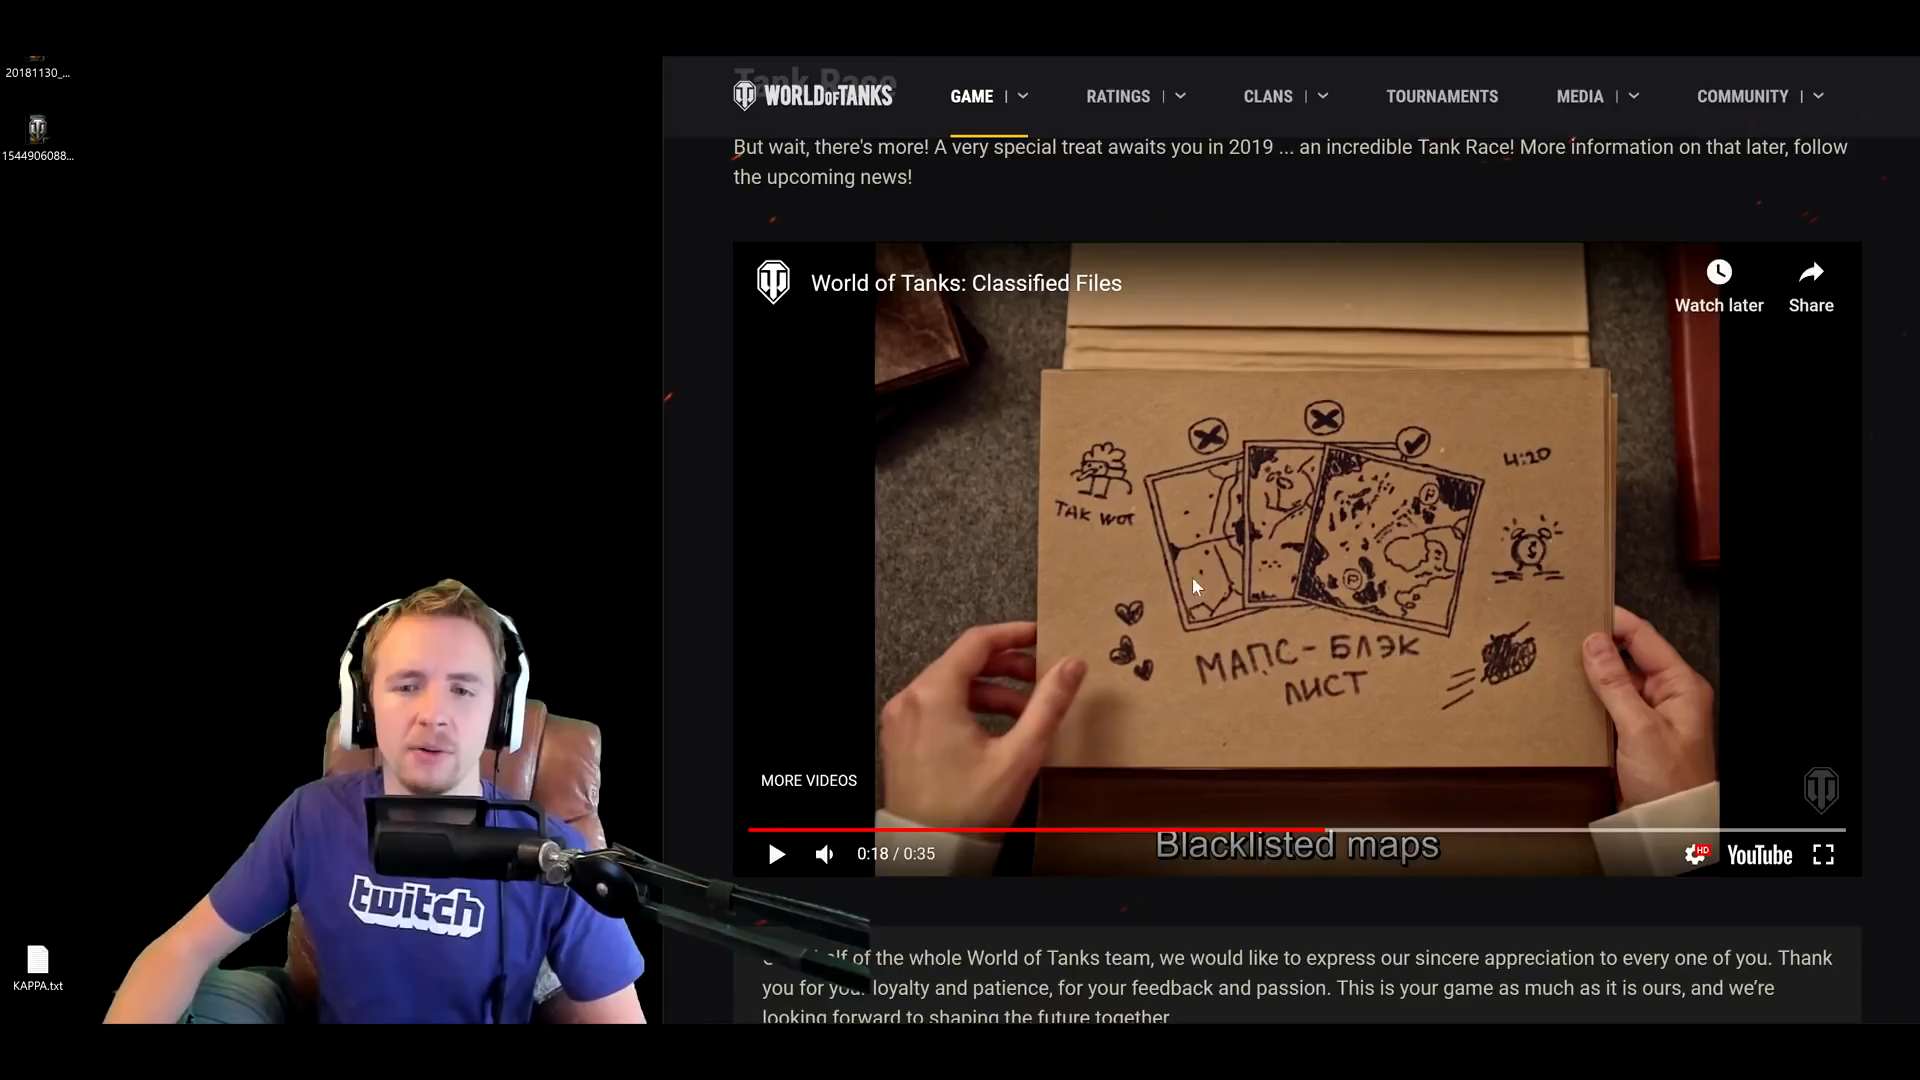 20181130_...
1544906088...
KAPPA.txt
Tank Race
WORLD OF TANKS
GAME
RATINGS
CLANS
TOURNAMENTS
MEDIA
COMMUNITY
But wait, there's more! A very special treat awaits you in 2019 ... an incredible Tank Race! More information on that later, follow
the upcoming news!
World of Tanks: Classified Files
Watch later
Share
4:20
TAK WOT
МАПС-БЛЭК
ЛИСТ
MORE VIDEOS
Blacklisted maps
0:18 / 0:35
HD
YouTube
twitch
of the whole World of Tanks team, we would like to express our sincere appreciation to every one of you. Thank
you for your loyalty and patience, for your feedback and passion. This is your game as much as it is ours, and we're
looking forward to shaping the future together